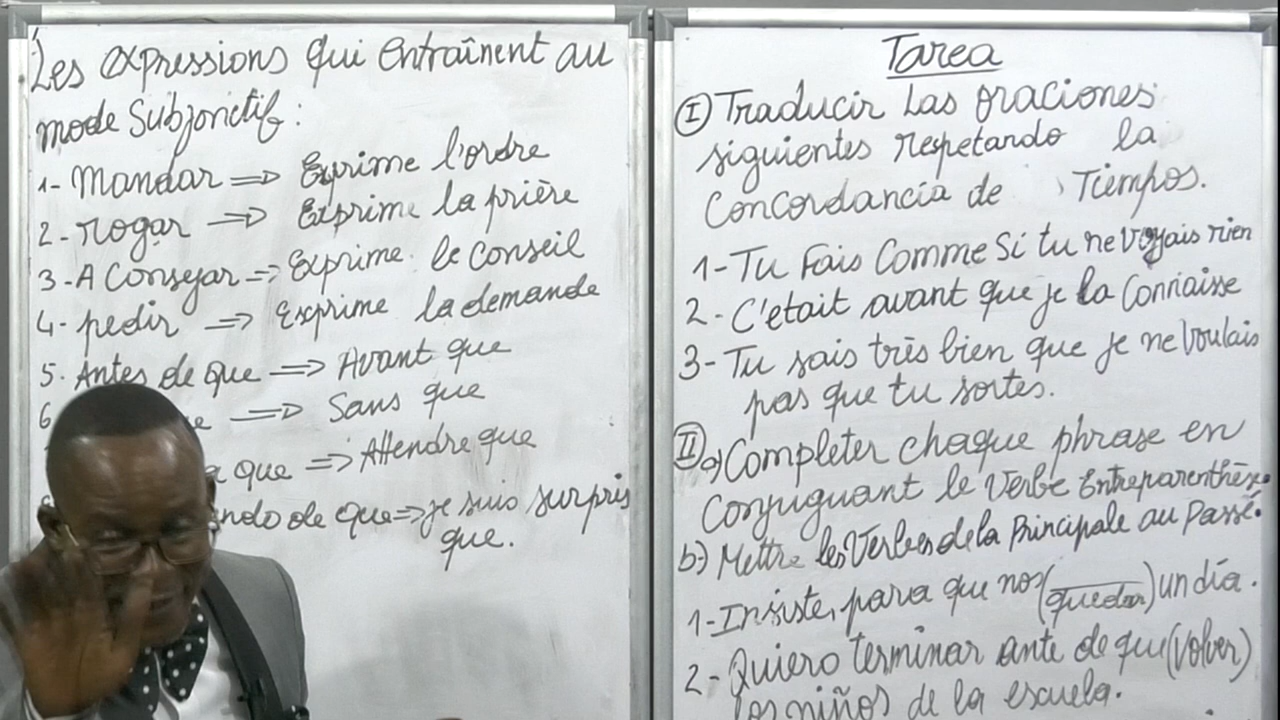 Les expressions qui entraînent au
mode Subjonctif :
1- Mandar => Exprime l'ordre
2- rogar => Exprime la prière
3- A Consejar => Exprime le Conseil
4- pedir => Exprime la demande
5. Antes de que => Avant que
6 => Sans que
a que => Attendre que
ndo de que => je suis surpris
que.
Tarea
I Traducir Las oraciones
siguientes respetando la
Concordancia de Tiempos.
1- Tu Fais Comme Si tu ne voyais rien
2- C'était avant que je la Connaisse
3- Tu sais très bien que je ne voulais
pas que tu sortes.
II a) Completer chaque phrase en
Conjuguant le Verbe Entreparenthèse.
b) Mettre les Verbes de la Principale au Passé.
1- Insiste, para que nos (quedar) un día.
2- Quiero terminar ante de que (volver)
los niños de la escuela.